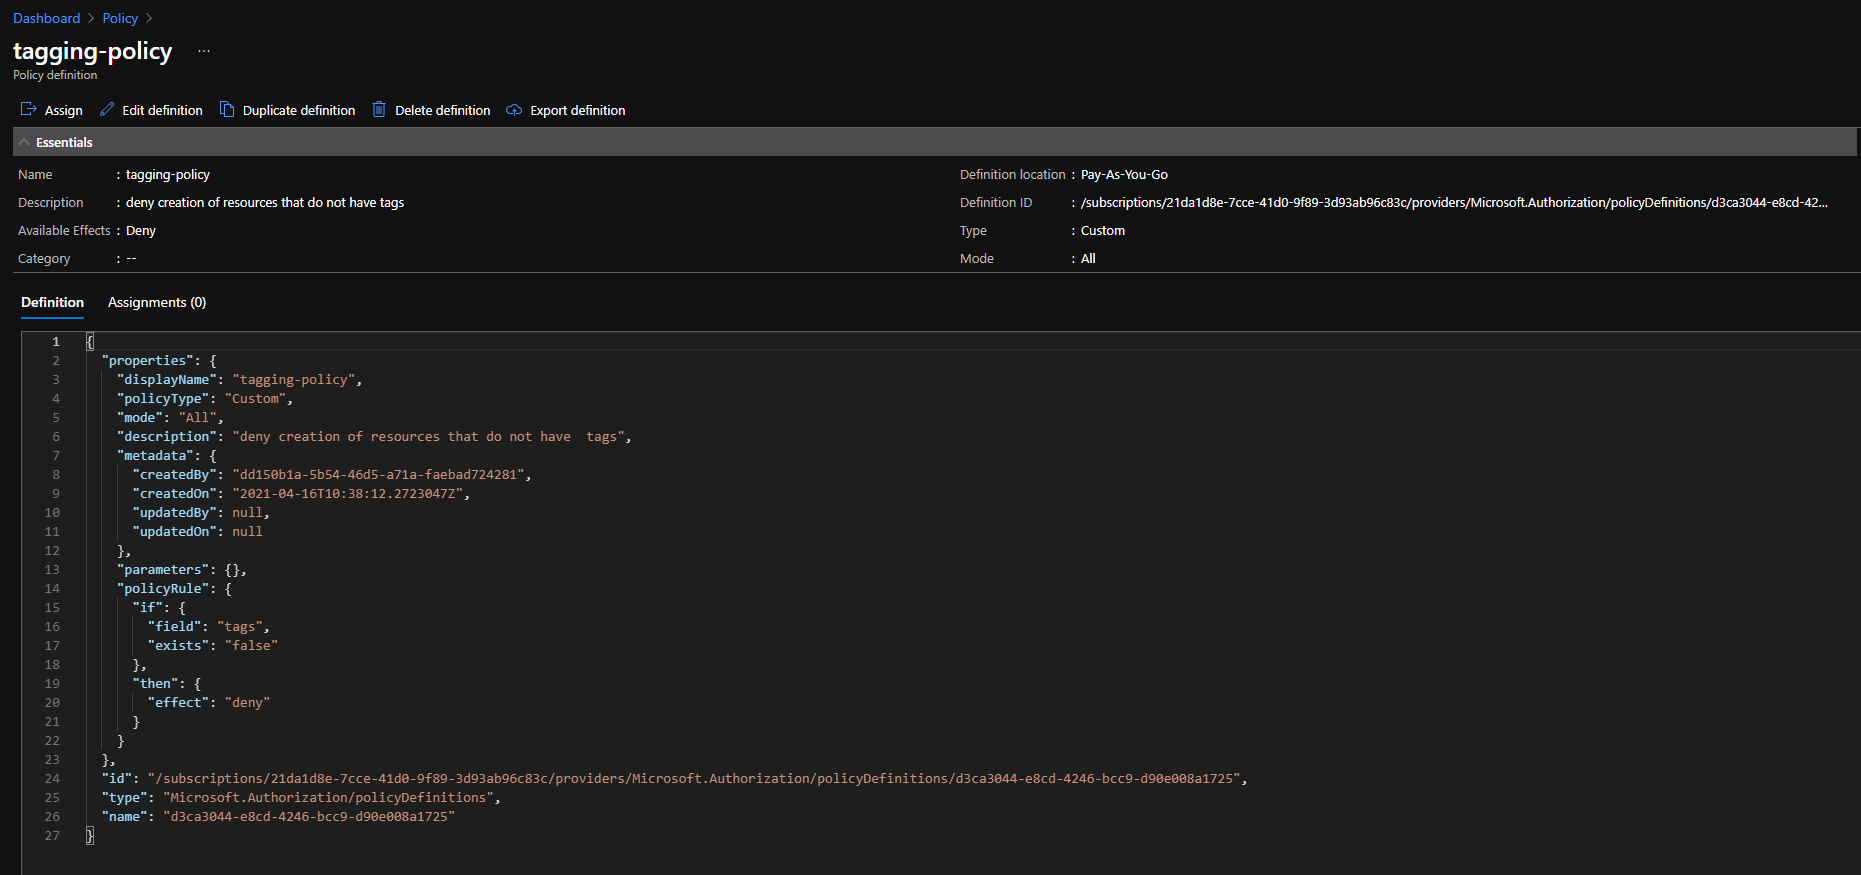 Dashboard > Policy >
tagging-policy ...
Policy definition
Assign Edit definition Duplicate definition Delete definition Export definition
Essentials
Name : tagging-policy
Description : deny creation of resources that do not have tags
Available Effects : Deny
Category : --
Definition location : Pay-As-You-Go
Definition ID : /subscriptions/21da1d8e-7cce-41d0-9f89-3d93ab96c83c/providers/Microsoft.Authorization/policyDefinitions/d3ca3044-e8cd-42...
Type : Custom
Mode : All
Definition Assignments (0)
1 {
2 "properties": {
3 "displayName": "tagging-policy",
4 "policyType": "Custom",
5 "mode": "All",
6 "description": "deny creation of resources that do not have  tags",
7 "metadata": {
8 "createdBy": "dd150b1a-5b54-46d5-a71a-faebad724281",
9 "createdOn": "2021-04-16T10:38:12.2723047Z",
10 "updatedBy": null,
11 "updatedOn": null
12 },
13 "parameters": {},
14 "policyRule": {
15 "if": {
16 "field": "tags",
17 "exists": "false"
18 },
19 "then": {
20 "effect": "deny"
21 }
22 }
23 },
24 "id": "/subscriptions/21da1d8e-7cce-41d0-9f89-3d93ab96c83c/providers/Microsoft.Authorization/policyDefinitions/d3ca3044-e8cd-4246-bcc9-d90e008a1725",
25 "type": "Microsoft.Authorization/policyDefinitions",
26 "name": "d3ca3044-e8cd-4246-bcc9-d90e008a1725"
27 }